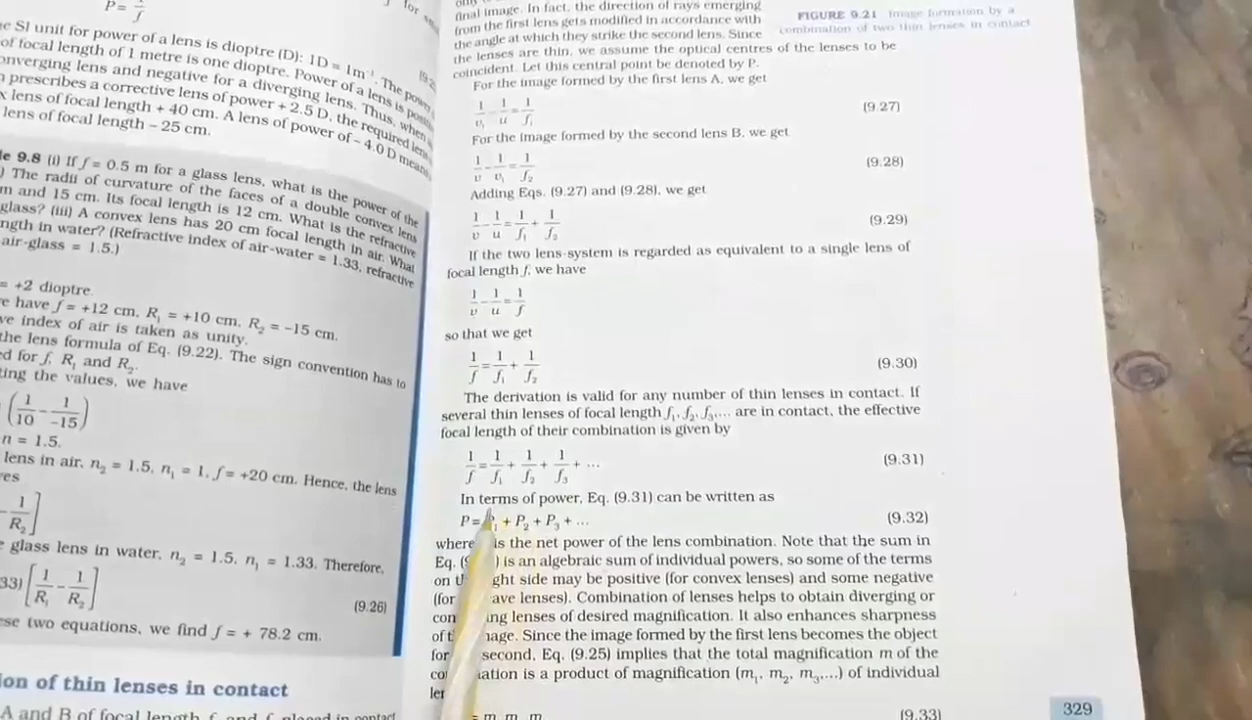 P = 
f
e SI unit for power of a lens is dioptre (D): 1D = 1m⁻¹. The power
of focal length of 1 metre is one dioptre. Power of a lens is
onverging lens and negative for a diverging lens. Thus, when
prescribes a corrective lens of power + 2.5 D, the required lens
x lens of focal length + 40 cm. A lens of power of – 4.0 D means
lens of focal length – 25 cm.
le 9.8 (i) If f = 0.5 m for a glass lens, what is the power of the
) The radii of curvature of the faces of a double convex lens
m and 15 cm. Its focal length is 12 cm. What is the refractive
glass? (iii) A convex lens has 20 cm focal length in air. What
ngth in water? (Refractive index of air-water = 1.33, refractive
air-glass = 1.5.)
= +2 dioptre.
e have f = +12 cm, R₁ = +10 cm, R₂ = –15 cm.
ve index of air is taken as unity.
the lens formula of Eq. (9.22). The sign convention has to
ed for f, R₁ and R₂.
ting the values, we have
(1/10 – 1/–15)
n = 1.5.
lens in air, n₂ = 1.5, n₁ = 1, f = +20 cm. Hence, the lens
es
– 1/R₂]
e glass lens in water, n₂ = 1.5, n₁ = 1.33. Therefore,
33) [1/R₁ – 1/R₂] (9.26)
se two equations, we find f = + 78.2 cm.
ion of thin lenses in contact
A and B of focal length f and f placed in contact
final image. In fact, the direction of rays emerging
from the first lens gets modified in accordance with
the angle at which they strike the second lens. Since
the lenses are thin, we assume the optical centres of the lenses to be
coincident. Let this central point be denoted by P.
FIGURE 9.21 Image formation by a
combination of two thin lenses in contact
For the image formed by the first lens A, we get
1/v₁ – 1/u = 1/f₁ (9.27)
For the image formed by the second lens B, we get
1/v – 1/v₁ = 1/f₂ (9.28)
Adding Eqs. (9.27) and (9.28), we get
1/v – 1/u = 1/f₁ + 1/f₂ (9.29)
If the two lens-system is regarded as equivalent to a single lens of
focal length f, we have
1/v – 1/u = 1/f
so that we get
1/f = 1/f₁ + 1/f₂ (9.30)
The derivation is valid for any number of thin lenses in contact. If
several thin lenses of focal length f₁, f₂, f₃,... are in contact, the effective
focal length of their combination is given by
1/f = 1/f₁ + 1/f₂ + 1/f₃ + ... (9.31)
In terms of power, Eq. (9.31) can be written as
P = P₁ + P₂ + P₃ + ... (9.32)
where is the net power of the lens combination. Note that the sum in
Eq. ( ) is an algebraic sum of individual powers, so some of the terms
on ght side may be positive (for convex lenses) and some negative
(for ave lenses). Combination of lenses helps to obtain diverging or
con ing lenses of desired magnification. It also enhances sharpness
of nage. Since the image formed by the first lens becomes the object
for second, Eq. (9.25) implies that the total magnification m of the
co ation is a product of magnification (m₁, m₂, m₃,...) of individual
ler
= m m m (9.33)
329